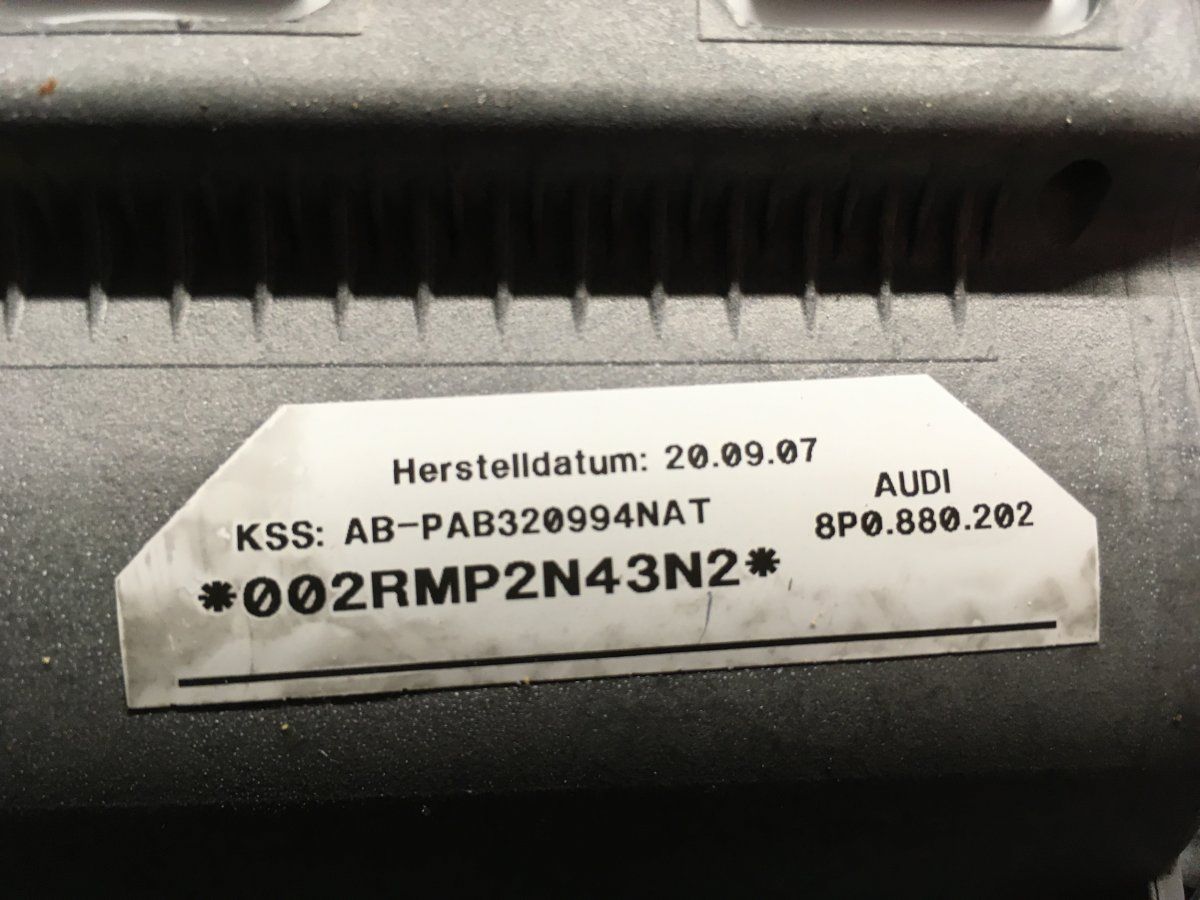 Herstelldatum: 20.09.07
AUDI
KSS: AB-PAB320994NAT
8P0.880.202
*002RMP2N43N2*